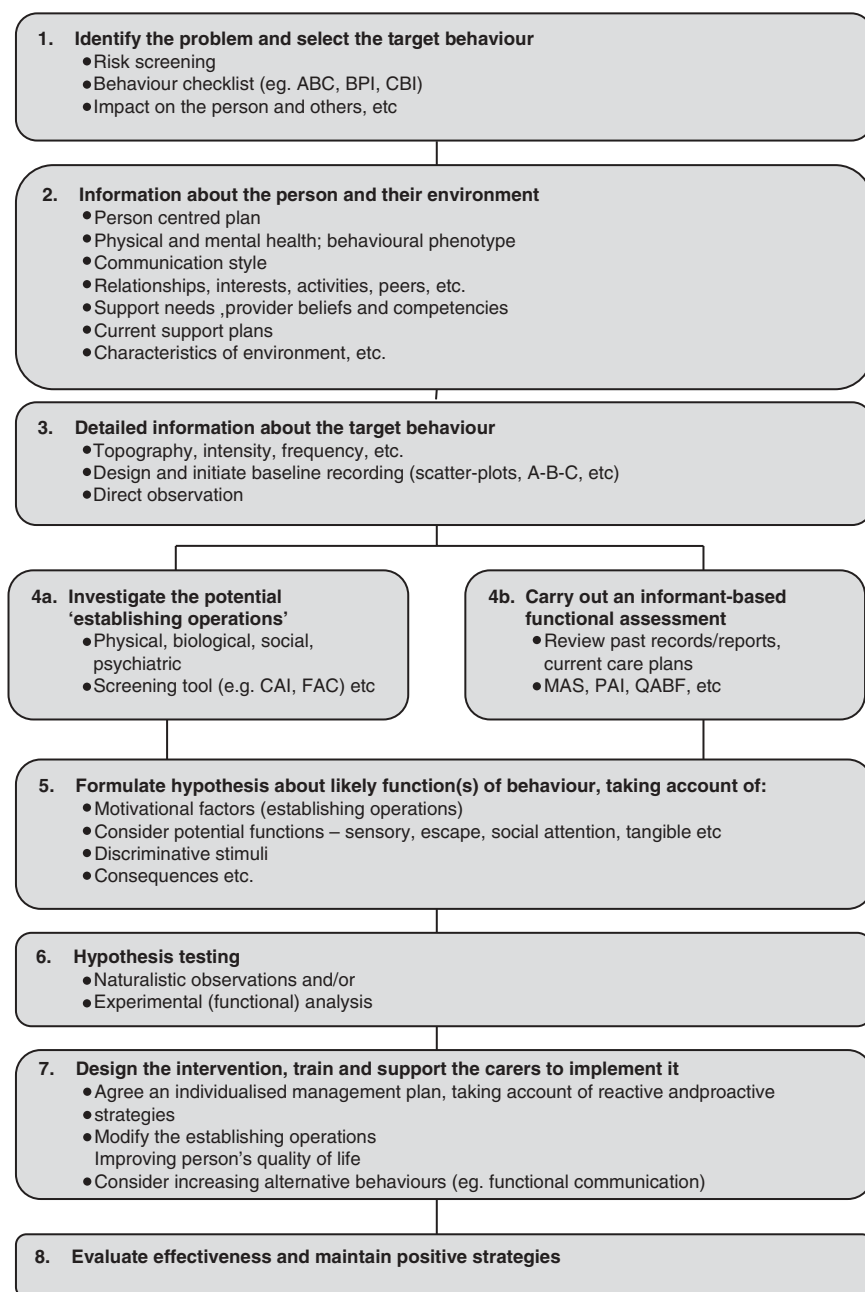 1. Identify the problem and select the target behaviour
●Risk screening
●Behaviour checklist (eg. ABC, BPI, CBI)
●Impact on the person and others, etc
2. Information about the person and their environment
●Person centred plan
●Physical and mental health; behavioural phenotype
●Communication style
●Relationships, interests, activities, peers, etc.
●Support needs ,provider beliefs and competencies
●Current support plans
●Characteristics of environment, etc.
3. Detailed information about the target behaviour
●Topography, intensity, frequency, etc.
●Design and initiate baseline recording (scatter-plots, A-B-C, etc)
●Direct observation
4a. Investigate the potential
‘establishing operations’
●Physical, biological, social,
psychiatric
●Screening tool (e.g. CAI, FAC) etc
4b. Carry out an informant-based
functional assessment
●Review past records/reports,
current care plans
●MAS, PAI, QABF, etc
5. Formulate hypothesis about likely function(s) of behaviour, taking account of:
●Motivational factors (establishing operations)
●Consider potential functions – sensory, escape, social attention, tangible etc
●Discriminative stimuli
●Consequences etc.
6. Hypothesis testing
●Naturalistic observations and/or
●Experimental (functional) analysis
7. Design the intervention, train and support the carers to implement it
●Agree an individualised management plan, taking account of reactive andproactive
●strategies
●Modify the establishing operations
Improving person’s quality of life
●Consider increasing alternative behaviours (eg. functional communication)
8. Evaluate effectiveness and maintain positive strategies